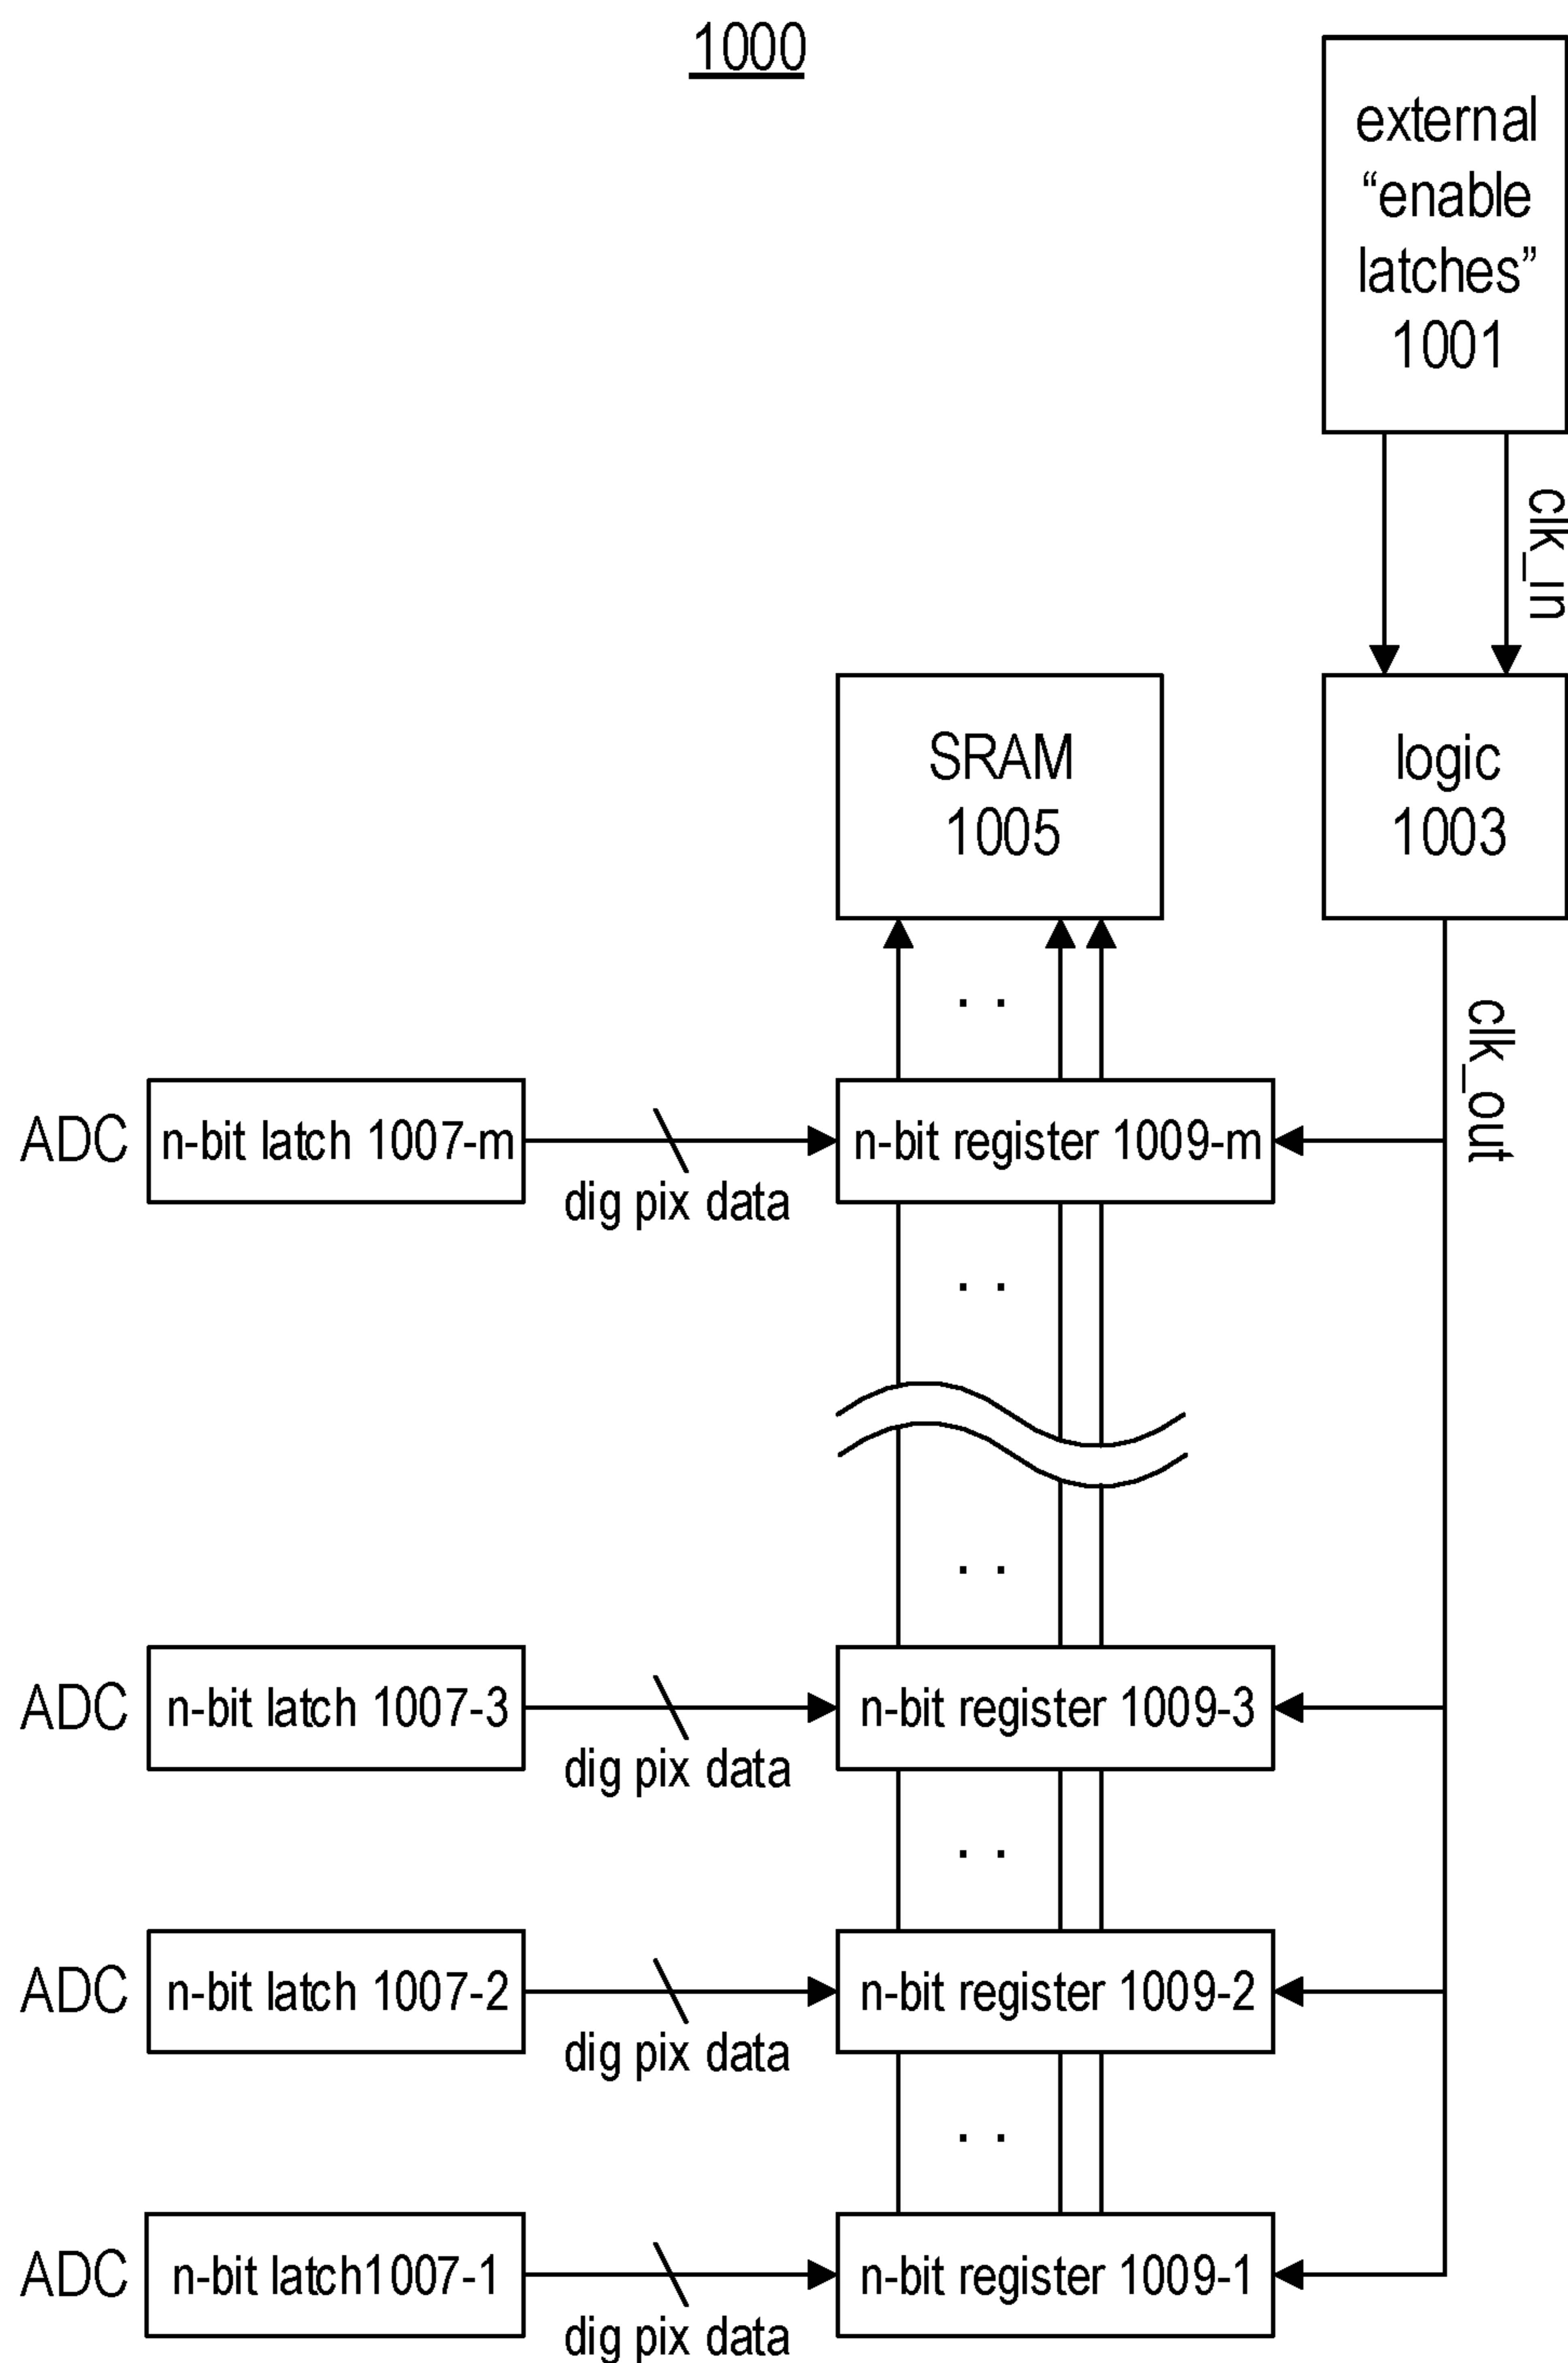 1000
external
“enable
latches”
1001
clk_in
SRAM
1005
logic
1003
clk_out
ADC
n-bit latch 1007-m
dig pix data
n-bit register 1009-m
ADC
n-bit latch 1007-3
dig pix data
n-bit register 1009-3
ADC
n-bit latch 1007-2
dig pix data
n-bit register 1009-2
ADC
n-bit latch1007-1
dig pix data
n-bit register 1009-1